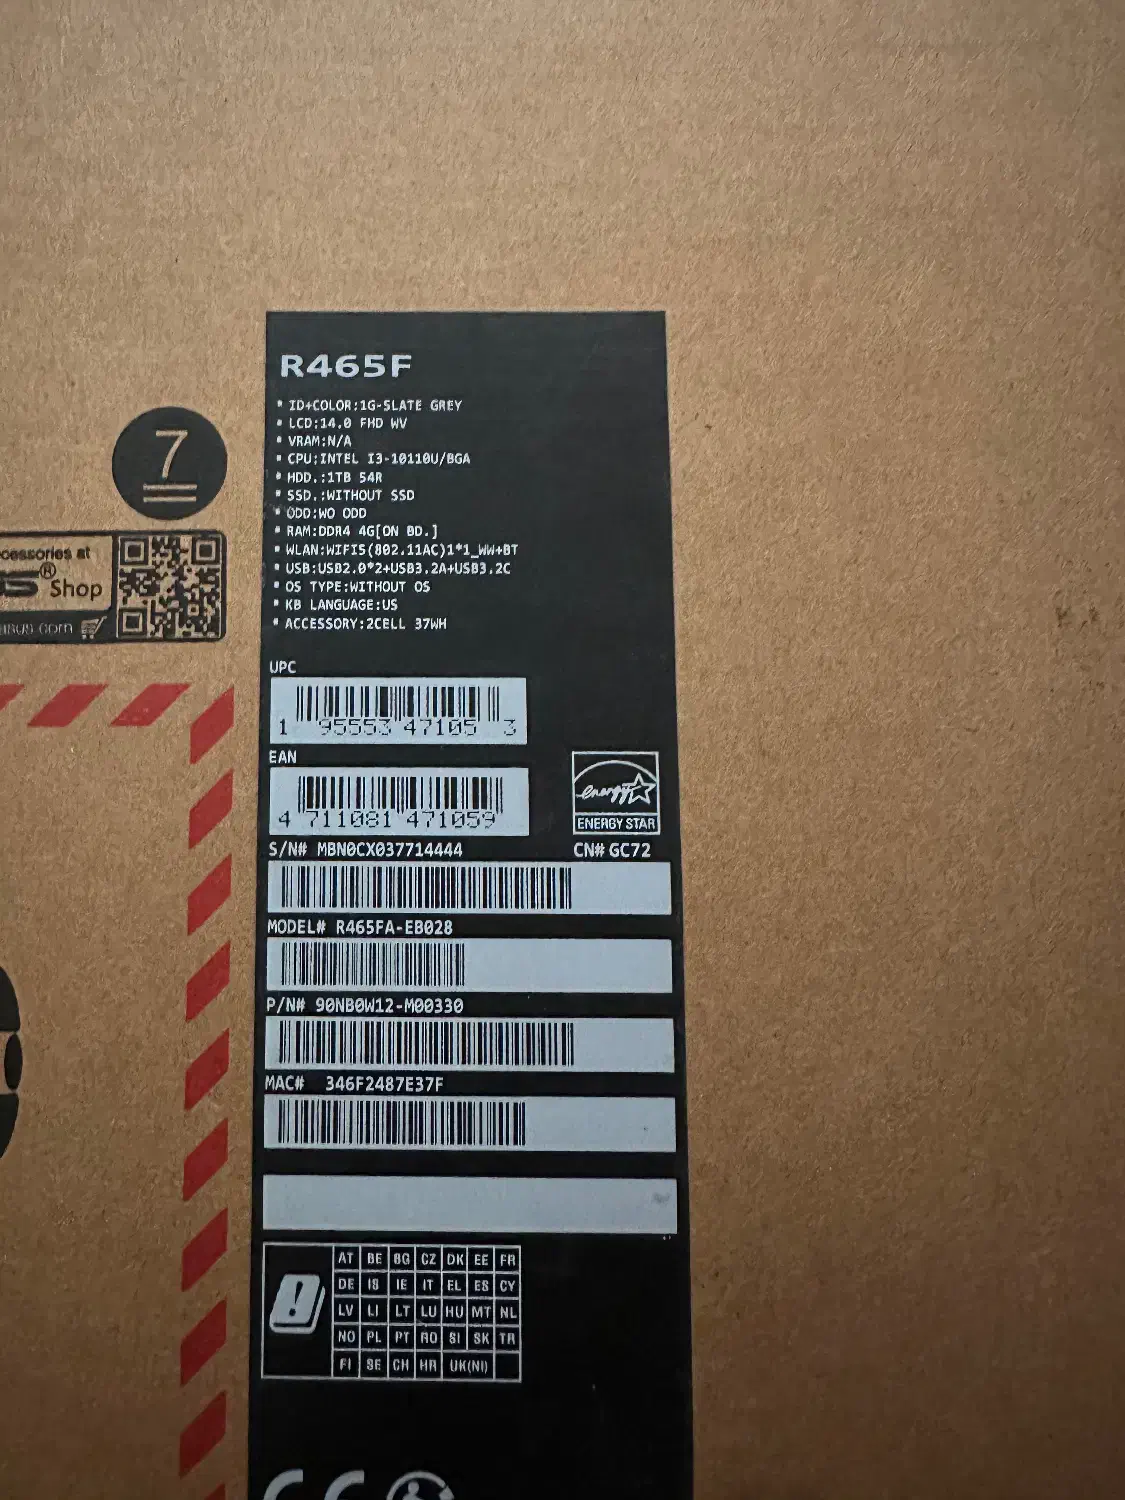 R465F
• ID+COLOR:1G-SLATE GREY
• LCD:14.0 FHD WV
• VRAM:N/A
• CPU:INTEL I3-10110U/BGA
• HDD.:1TB 54R
• SSD.:WITHOUT SSD
• ODD:WO ODD
• RAM:DDR4 4G[ON BD.]
• WLAN:WIFI5(802.11AC)1*1_WW+BT
• USB:USB2.0*2+USB3.2A+USB3.2C
• OS TYPE:WITHOUT OS
• KB LANGUAGE:US
• ACCESSORY:2CELL 37WH
7
ccessories at
® Shop
.com
UPC
1 95553 47105 3
EAN
4 711081 471059
energy
ENERGY STAR
S/N# MBN0CX037714444 CN# GC72
MODEL# R465FA-EB028
P/N# 90NB0W12-M00330
MAC# 346F2487E37F
! AT BE BG CZ DK EE FR
DE IS IE IT EL ES CY
LV LI LT LU HU MT NL
NO PL PT RO SI SK TR
FI SE CH HR UK(NI)